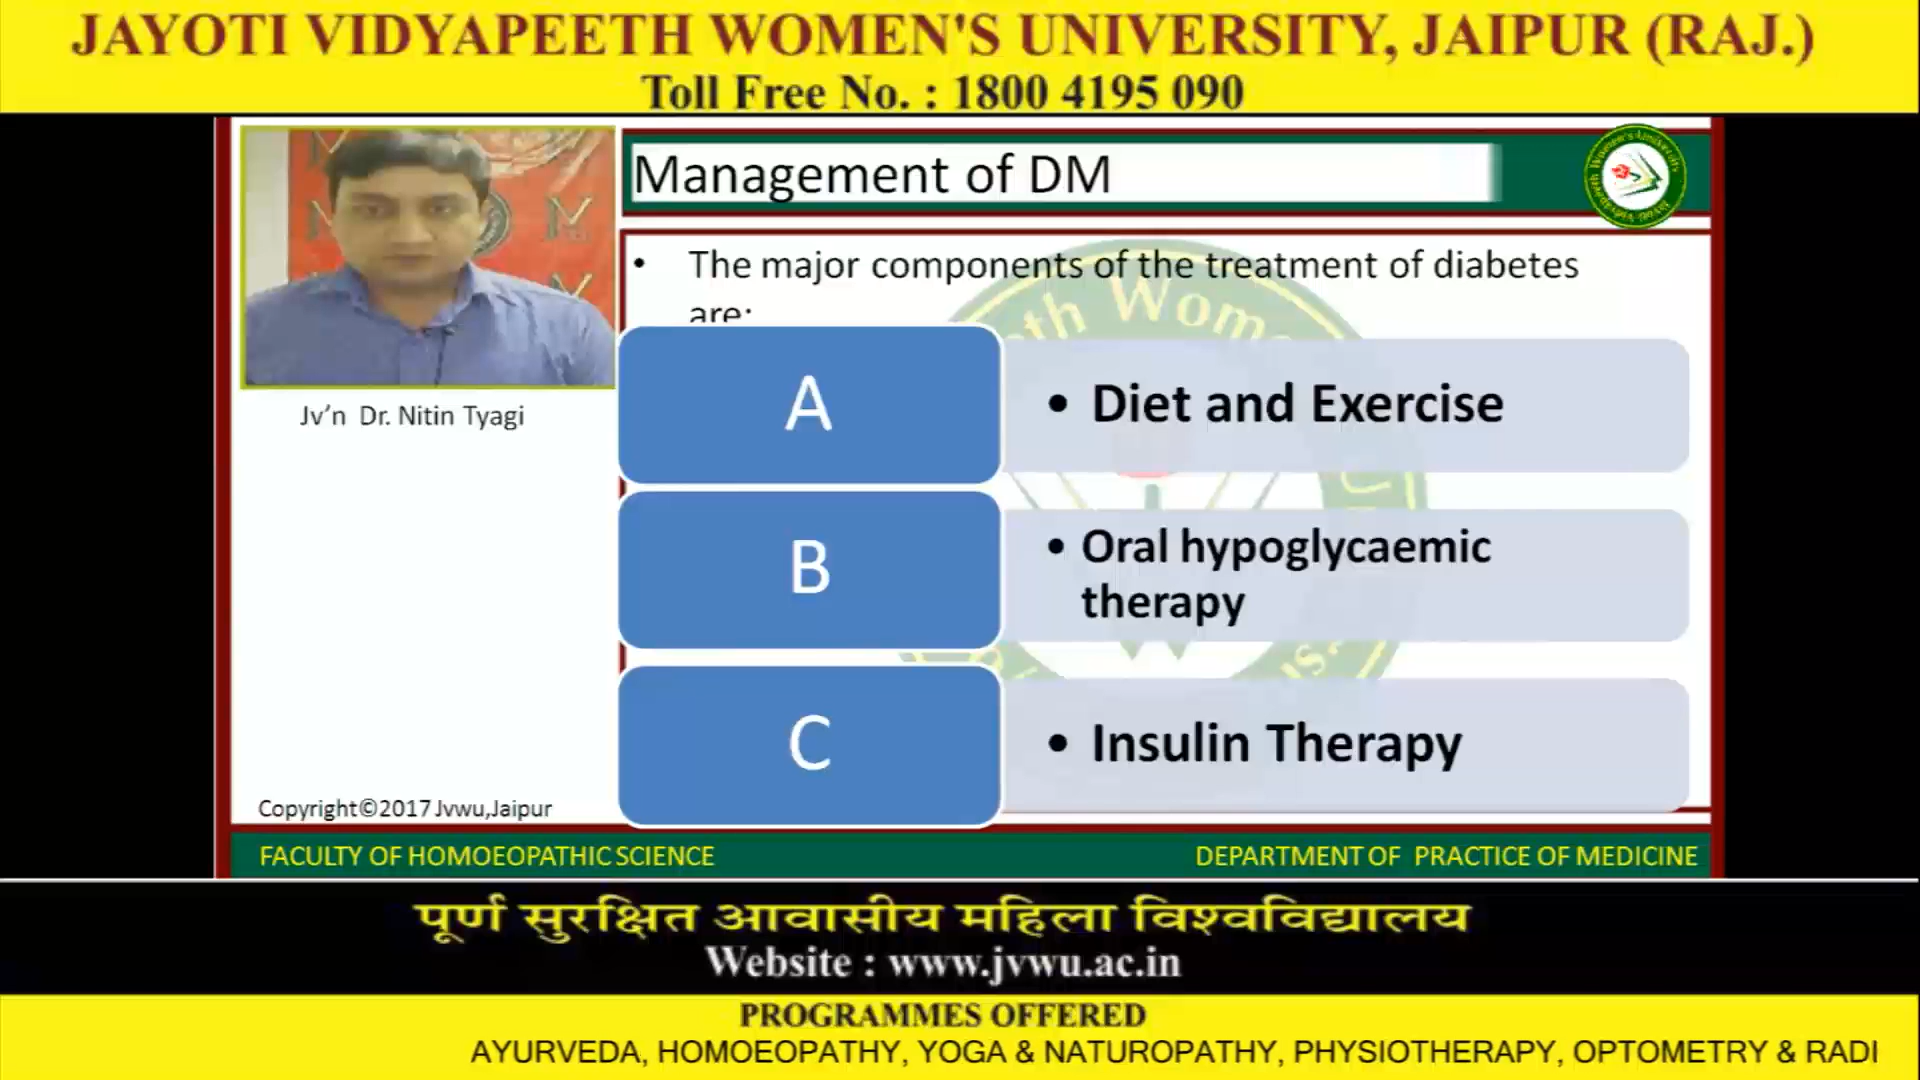 JAYOTI VIDYAPEETH WOMEN'S UNIVERSITY, JAIPUR (RAJ.)
Toll Free No. : 1800 4195 090
Management of DM
• The major components of the treatment of diabetes
are:
A
• Diet and Exercise
B
• Oral hypoglycaemic
therapy
C
• Insulin Therapy
Jv’n Dr. Nitin Tyagi
Copyright©2017 Jvwu,Jaipur
FACULTY OF HOMOEOPATHIC SCIENCE
DEPARTMENT OF PRACTICE OF MEDICINE
पूर्ण सुरक्षित आवासीय महिला विश्वविद्यालय
Website : www.jvwu.ac.in
PROGRAMMES OFFERED
AYURVEDA, HOMOEOPATHY, YOGA & NATUROPATHY, PHYSIOTHERAPY, OPTOMETRY & RADI